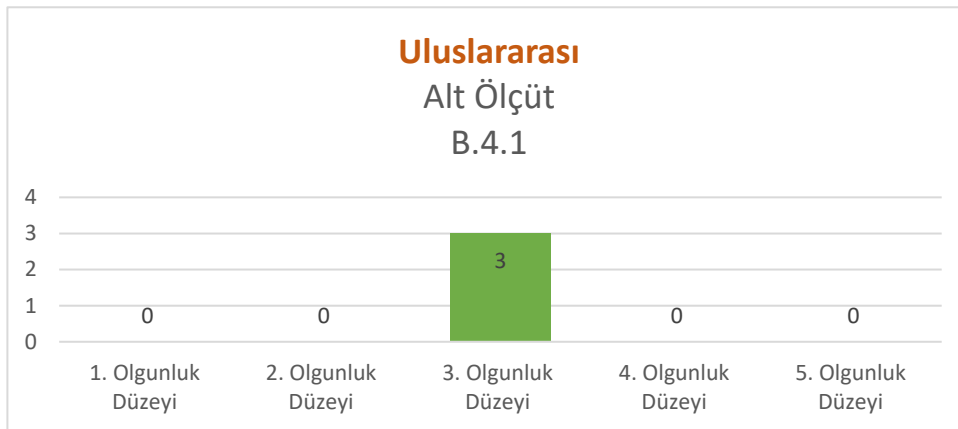 Uluslararası
Alt Ölçüt
B.4.1
4
3
2
1
0
0
0
3
0
0
1. Olgunluk
Düzeyi
2. Olgunluk
Düzeyi
3. Olgunluk
Düzeyi
4. Olgunluk
Düzeyi
5. Olgunluk
Düzeyi